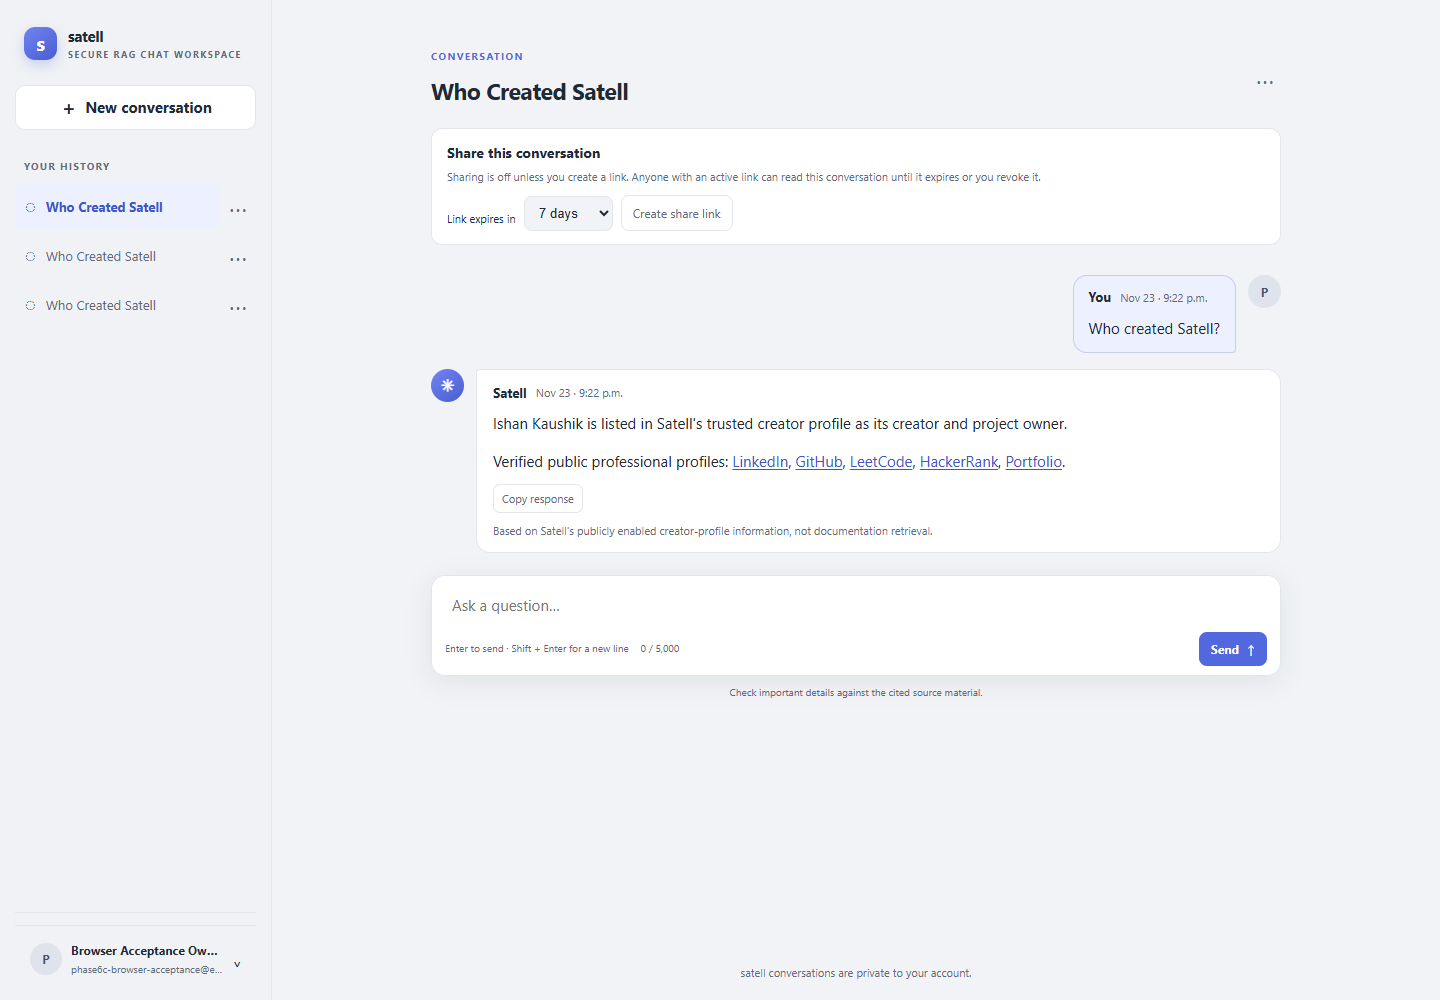 s
satell
SECURE RAG CHAT WORKSPACE
+ New conversation
YOUR HISTORY
Who Created Satell
...
Who Created Satell
...
Who Created Satell
...
P
Browser Acceptance Ow...
phase6c-browser-acceptance@e...
CONVERSATION
Who Created Satell
...
Share this conversation
Sharing is off unless you create a link. Anyone with an active link can read this conversation until it expires or you revoke it.
Link expires in 7 days Create share link
You Nov 23 · 9:22 p.m.
P
Who created Satell?
Satell Nov 23 · 9:22 p.m.
Ishan Kaushik is listed in Satell's trusted creator profile as its creator and project owner.
Verified public professional profiles: LinkedIn, GitHub, LeetCode, HackerRank, Portfolio.
Copy response
Based on Satell's publicly enabled creator-profile information, not documentation retrieval.
Ask a question...
Enter to send · Shift + Enter for a new line 0 / 5,000
Send ↑
Check important details against the cited source material.
satell conversations are private to your account.